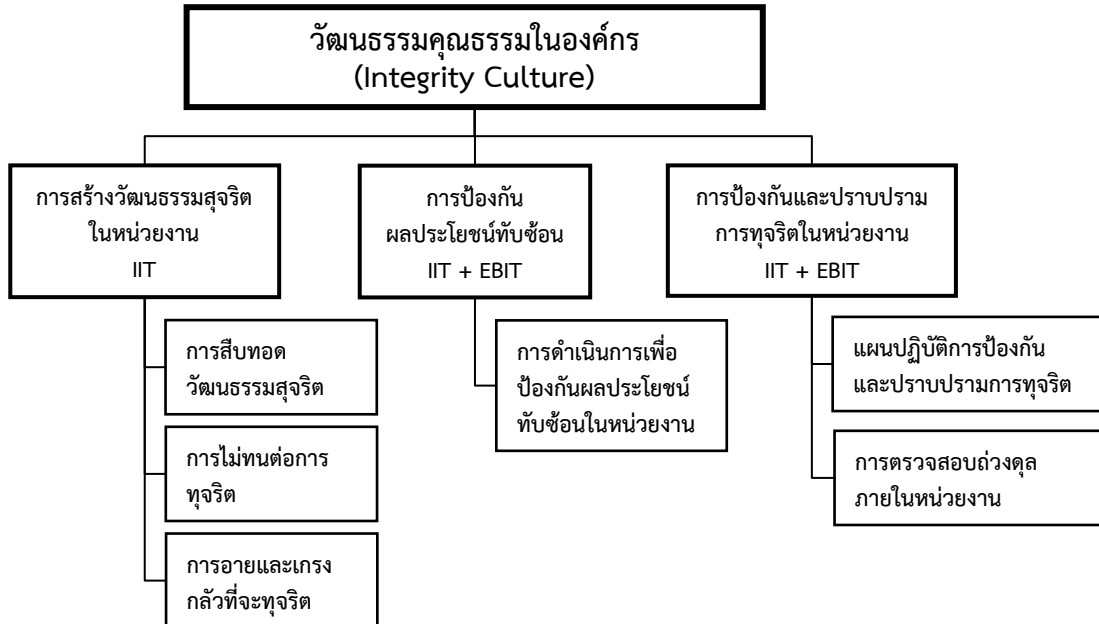 วัฒนธรรมคุณธรรมในองค์กร
(Integrity Culture)
การสร้างวัฒนธรรมสุจริต
ในหน่วยงาน
IIT
การป้องกัน
ผลประโยชน์ทับซ้อน
IIT + EBIT
การป้องกันและปราบปราม
การทุจริตในหน่วยงาน
IIT + EBIT
การสืบทอด
วัฒนธรรมสุจริต
การไม่ทนต่อการ
ทุจริต
การอายและเกรง
กลัวที่จะทุจริต
การดำเนินการเพื่อ
ป้องกันผลประโยชน์
ทับซ้อนในหน่วยงาน
แผนปฏิบัติการป้องกัน
และปราบปรามการทุจริต
การตรวจสอบถ่วงดุล
ภายในหน่วยงาน